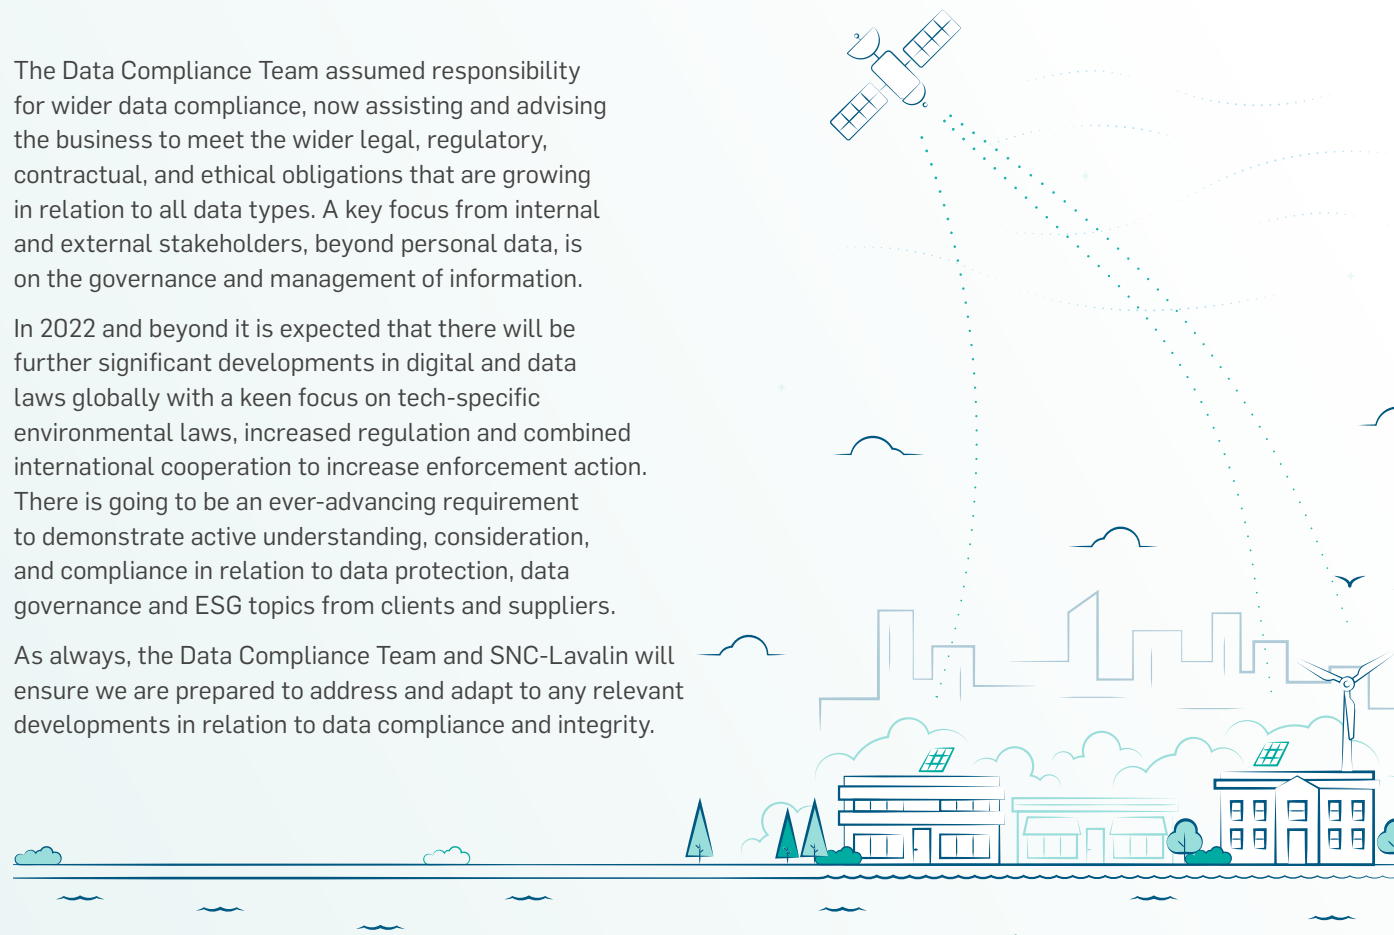 The Data Compliance Team assumed responsibility
for wider data compliance, now assisting and advising
the business to meet the wider legal, regulatory,
contractual, and ethical obligations that are growing
in relation to all data types. A key focus from internal
and external stakeholders, beyond personal data, is
on the governance and management of information.
In 2022 and beyond it is expected that there will be
further significant developments in digital and data
laws globally with a keen focus on tech-specific
environmental laws, increased regulation and combined
international cooperation to increase enforcement action.
There is going to be an ever-advancing requirement
to demonstrate active understanding, consideration,
and compliance in relation to data protection, data
governance and ESG topics from clients and suppliers.
As always, the Data Compliance Team and SNC-Lavalin will
ensure we are prepared to address and adapt to any relevant
developments in relation to data compliance and integrity.